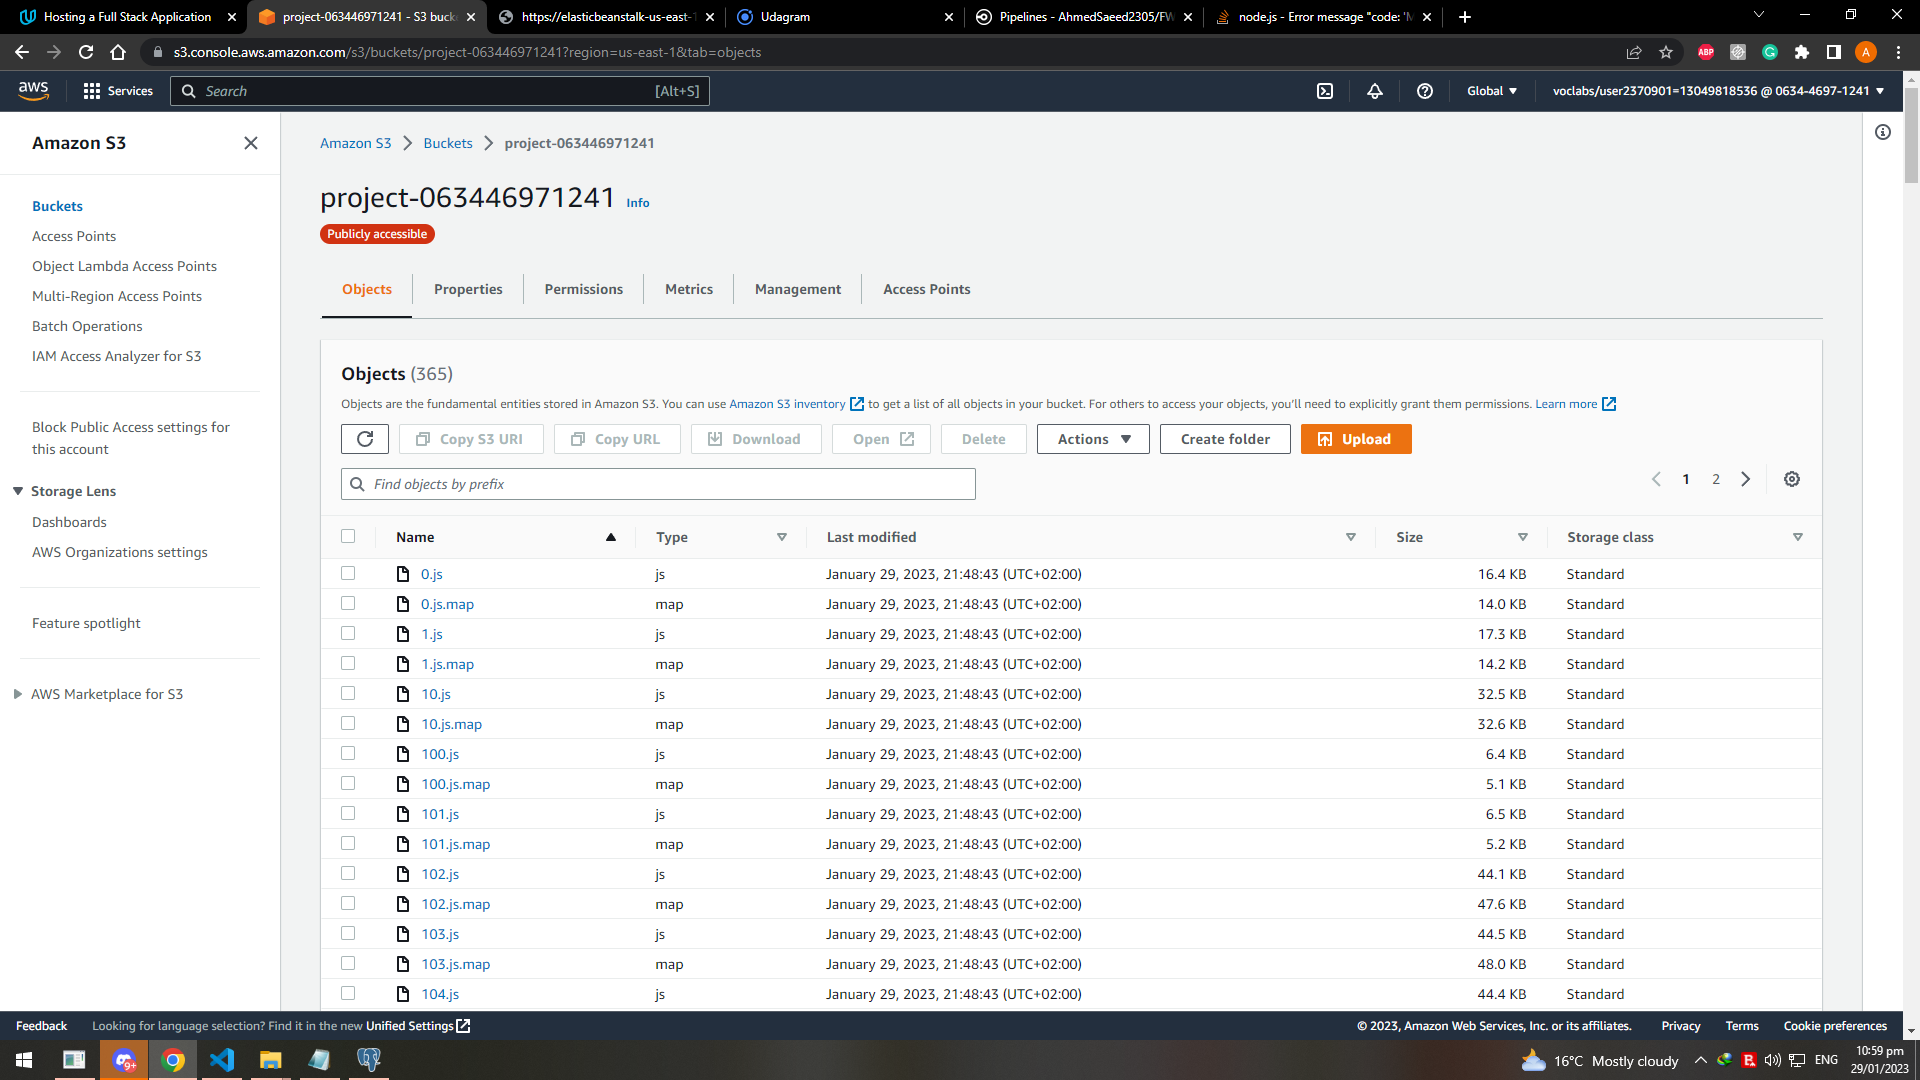 Hosting a Full Stack Application
project-063446971241 - S3 buck
https://elasticbeanstalk-us-east-1
Udagram
Pipelines - AhmedSaeed2305/FW
node.js - Error message "code: 'M
s3.console.aws.amazon.com/s3/buckets/project-063446971241?region=us-east-1&tab=objects
ABP
A
aws
Services
Search
[Alt+S]
Global
voclabs/user2370901=13049818536 @ 0634-4697-1241
Amazon S3
Buckets
Access Points
Object Lambda Access Points
Multi-Region Access Points
Batch Operations
IAM Access Analyzer for S3
Block Public Access settings for
this account
Storage Lens
Dashboards
AWS Organizations settings
Feature spotlight
AWS Marketplace for S3
Amazon S3 > Buckets > project-063446971241
project-063446971241 Info
Publicly accessible
Objects
Properties
Permissions
Metrics
Management
Access Points
Objects (365)
Objects are the fundamental entities stored in Amazon S3. You can use Amazon S3 inventory to get a list of all objects in your bucket. For others to access your objects, you'll need to explicitly grant them permissions. Learn more
Copy S3 URI
Copy URL
Download
Open
Delete
Actions
Create folder
Upload
Find objects by prefix
1 2
Name Type Last modified Size Storage class
0.js js January 29, 2023, 21:48:43 (UTC+02:00) 16.4 KB Standard
0.js.map map January 29, 2023, 21:48:43 (UTC+02:00) 14.0 KB Standard
1.js js January 29, 2023, 21:48:43 (UTC+02:00) 17.3 KB Standard
1.js.map map January 29, 2023, 21:48:43 (UTC+02:00) 14.2 KB Standard
10.js js January 29, 2023, 21:48:43 (UTC+02:00) 32.5 KB Standard
10.js.map map January 29, 2023, 21:48:43 (UTC+02:00) 32.6 KB Standard
100.js js January 29, 2023, 21:48:43 (UTC+02:00) 6.4 KB Standard
100.js.map map January 29, 2023, 21:48:43 (UTC+02:00) 5.1 KB Standard
101.js js January 29, 2023, 21:48:43 (UTC+02:00) 6.5 KB Standard
101.js.map map January 29, 2023, 21:48:43 (UTC+02:00) 5.2 KB Standard
102.js js January 29, 2023, 21:48:43 (UTC+02:00) 44.1 KB Standard
102.js.map map January 29, 2023, 21:48:43 (UTC+02:00) 47.6 KB Standard
103.js js January 29, 2023, 21:48:43 (UTC+02:00) 44.5 KB Standard
103.js.map map January 29, 2023, 21:48:43 (UTC+02:00) 48.0 KB Standard
104.js js January 29, 2023, 21:48:43 (UTC+02:00) 44.4 KB Standard
Feedback
Looking for language selection? Find it in the new Unified Settings
© 2023, Amazon Web Services, Inc. or its affiliates.
Privacy
Terms
Cookie preferences
9+
16°C Mostly cloudy
ENG
10:59 pm
29/01/2023